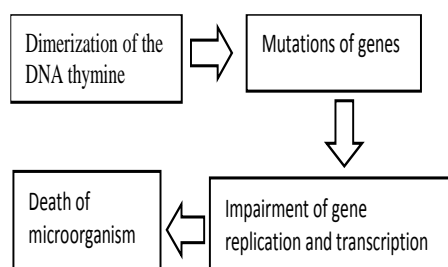 Dimerization of the
DNA thymine
Mutations of genes
Impairment of gene
replication and transcription
Death of
microorganism